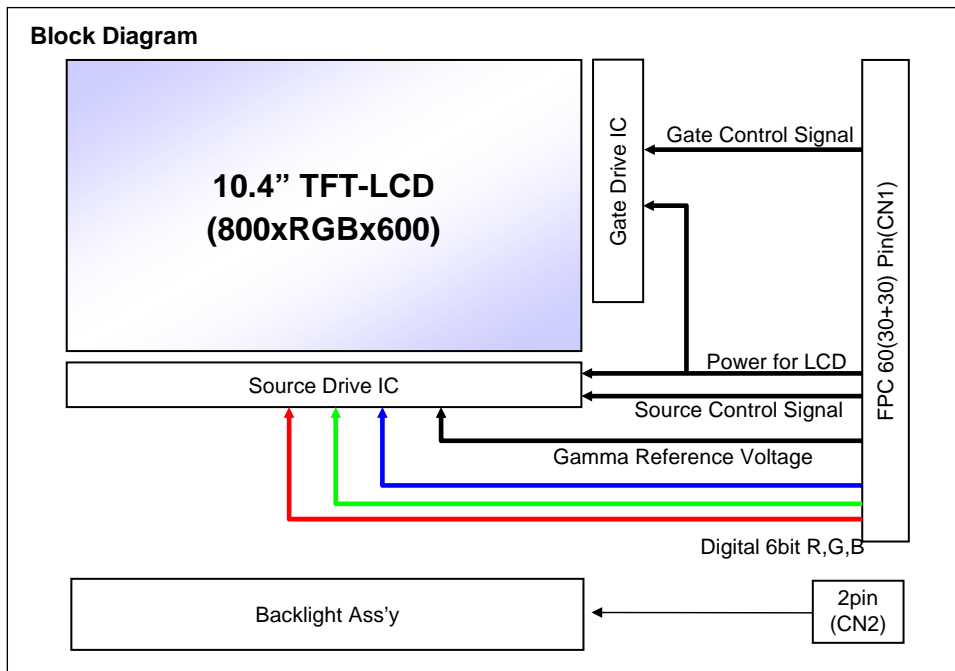 Block Diagram
10.4” TFT-LCD
(800xRGBx600)
Gate Drive IC
Gate Control Signal
FPC 60(30+30) Pin(CN1)
Power for LCD
Source Drive IC
Source Control Signal
Gamma Reference Voltage
Digital 6bit R,G,B
Backlight Ass’y
2pin
(CN2)